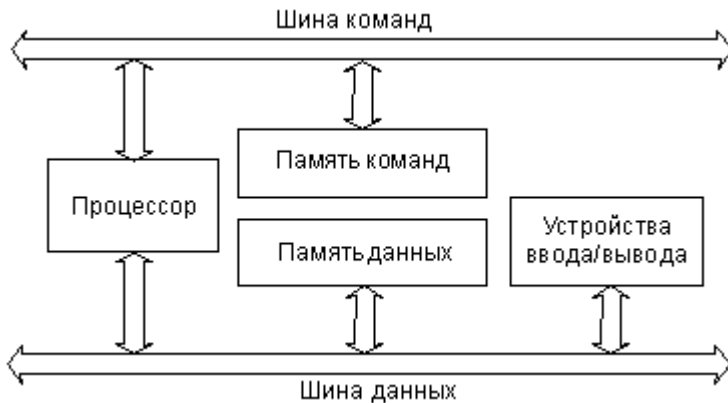 Шина команд
Память команд
Процессор
Память данных
Устройства
ввода/вывода
Шина данных